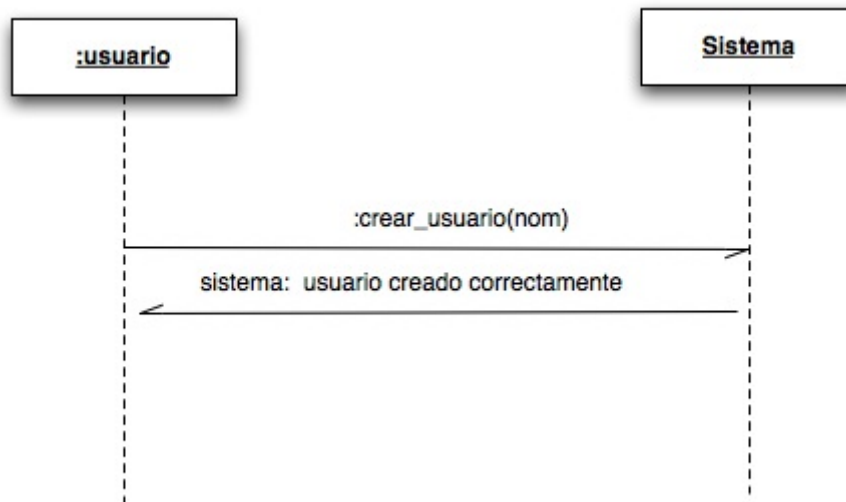 :usuario
Sistema
:crear_usuario(nom)
sistema:  usuario creado correctamente